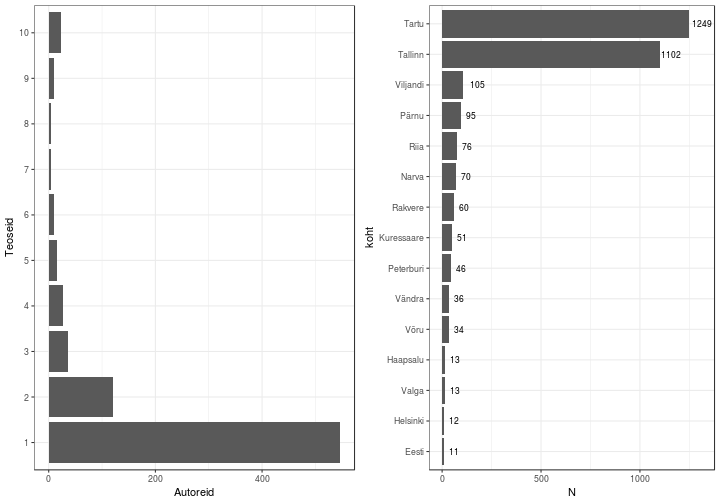 Teoseid
10
9
8
7
6
5
4
3
2
1
0
200
400
Autoreid
koht
Tartu 1249
Tallinn 1102
Viljandi 105
Pärnu 95
Riia 76
Narva 70
Rakvere 60
Kuressaare 51
Peterburi 46
Vändra 36
Võru 34
Haapsalu 13
Valga 13
Helsinki 12
Eesti 11
0
500
1000
N